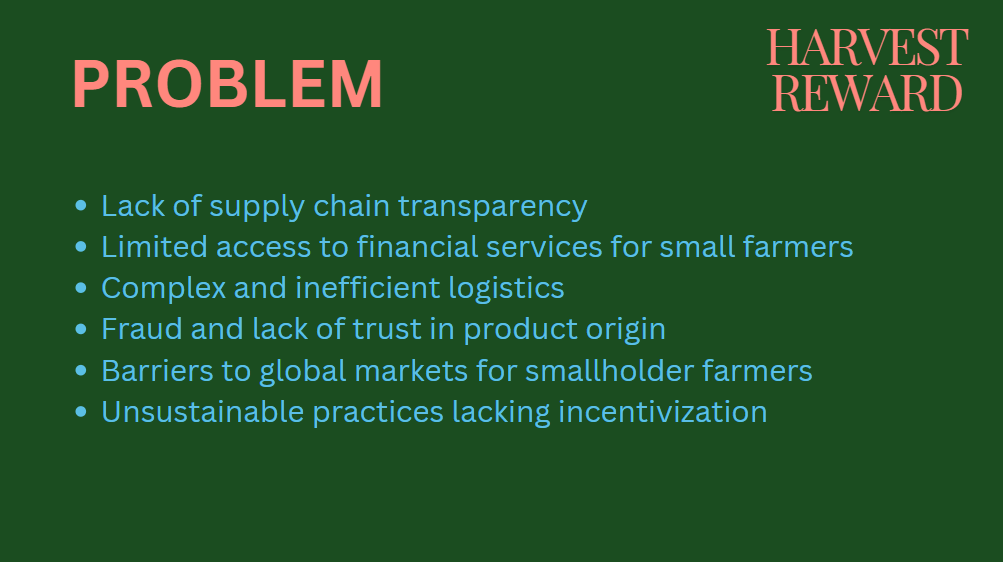 PROBLEM
HARVEST
REWARD
• Lack of supply chain transparency
• Limited access to financial services for small farmers
• Complex and inefficient logistics
• Fraud and lack of trust in product origin
• Barriers to global markets for smallholder farmers
• Unsustainable practices lacking incentivization